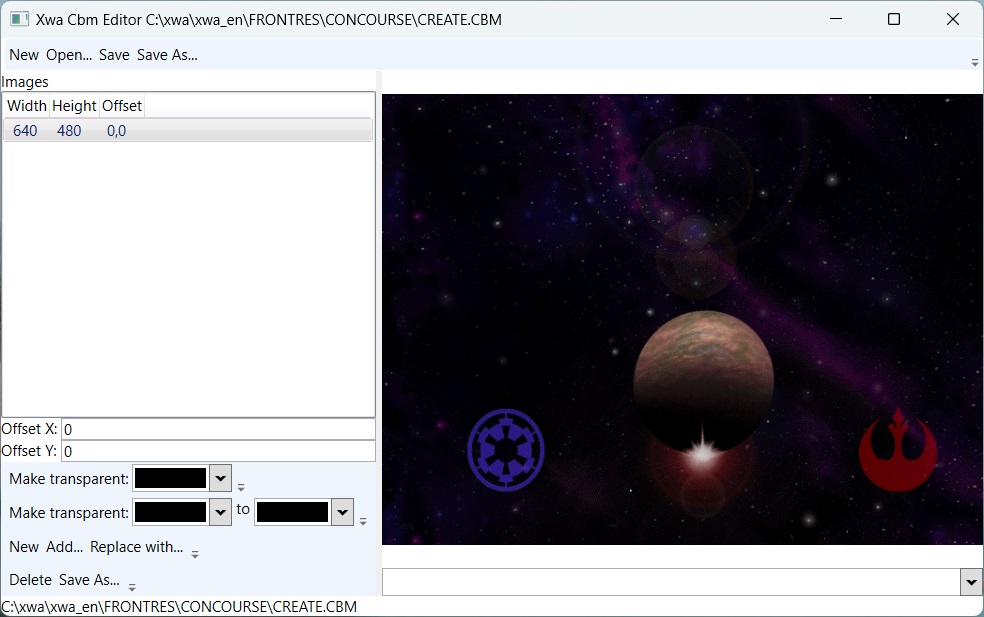 Xwa Cbm Editor C:\xwa\xwa_en\FRONTRES\CONCOURSE\CREATE.CBM
New Open... Save Save As...
Images
Width Height Offset
640 480 0,0
Offset X: 0
Offset Y: 0
Make transparent:
Make transparent: to
New Add... Replace with...
Delete Save As...
C:\xwa\xwa_en\FRONTRES\CONCOURSE\CREATE.CBM